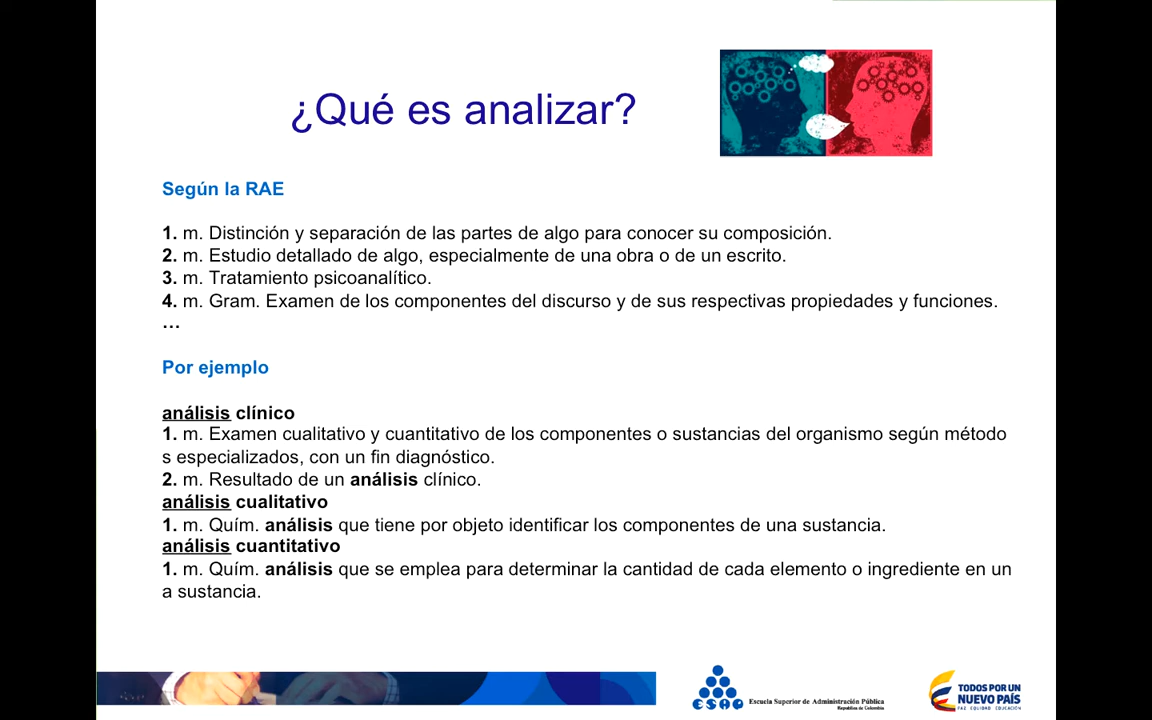 ¿Qué es analizar?
Según la RAE
1. m. Distinción y separación de las partes de algo para conocer su composición.
2. m. Estudio detallado de algo, especialmente de una obra o de un escrito.
3. m. Tratamiento psicoanalítico.
4. m. Gram. Examen de los componentes del discurso y de sus respectivas propiedades y funciones.
…
Por ejemplo
análisis clínico
1. m. Examen cualitativo y cuantitativo de los componentes o sustancias del organismo según método
s especializados, con un fin diagnóstico.
2. m. Resultado de un análisis clínico.
análisis cualitativo
1. m. Quím. análisis que tiene por objeto identificar los componentes de una sustancia.
análisis cuantitativo
1. m. Quím. análisis que se emplea para determinar la cantidad de cada elemento o ingrediente en un
a sustancia.
esap
Escuela Superior de Administración Pública
República de Colombia
TODOS POR UN
NUEVO PAÍS
PAZ EQUIDAD EDUCACIÓN